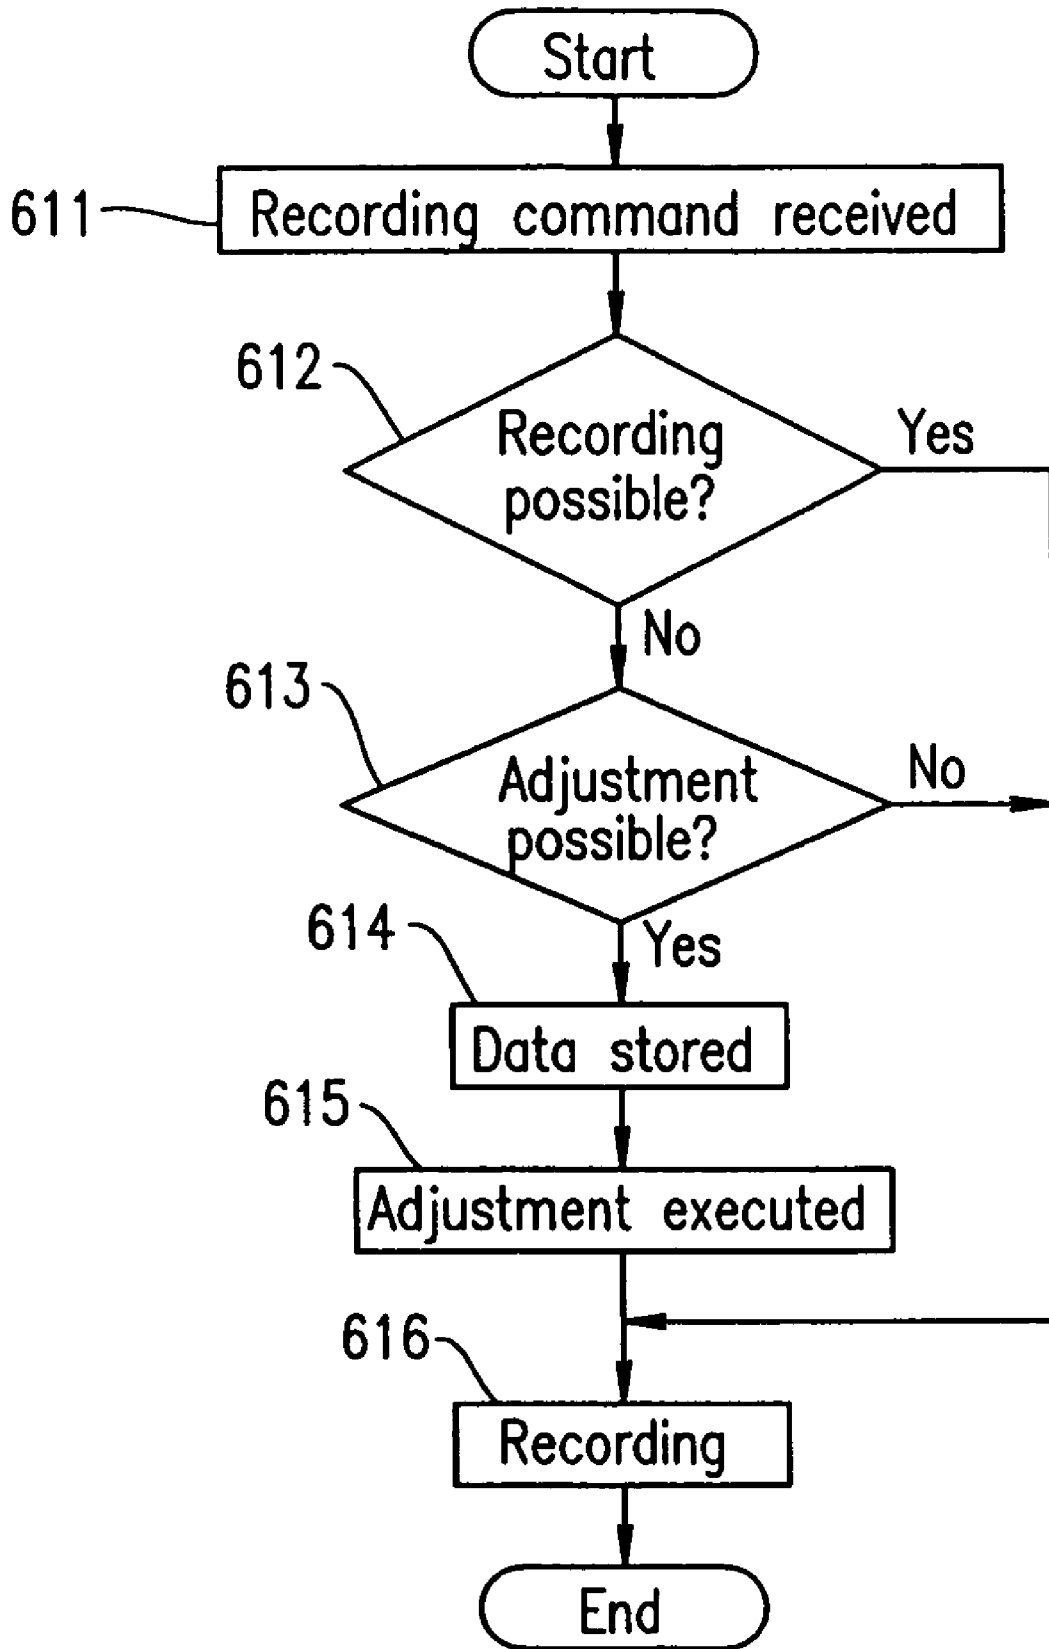 Start
611
Recording command received
612
Recording
possible?
Yes
No
613
Adjustment
possible?
No
Yes
614
Data stored
615
Adjustment executed
616
Recording
End